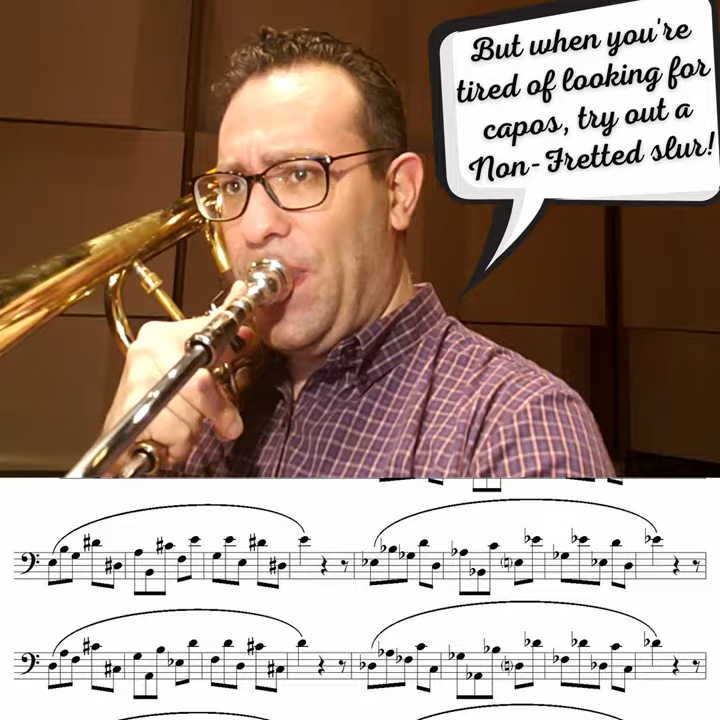 But when you're
tired of looking for
capos, try out a
Non-Fretted slur!